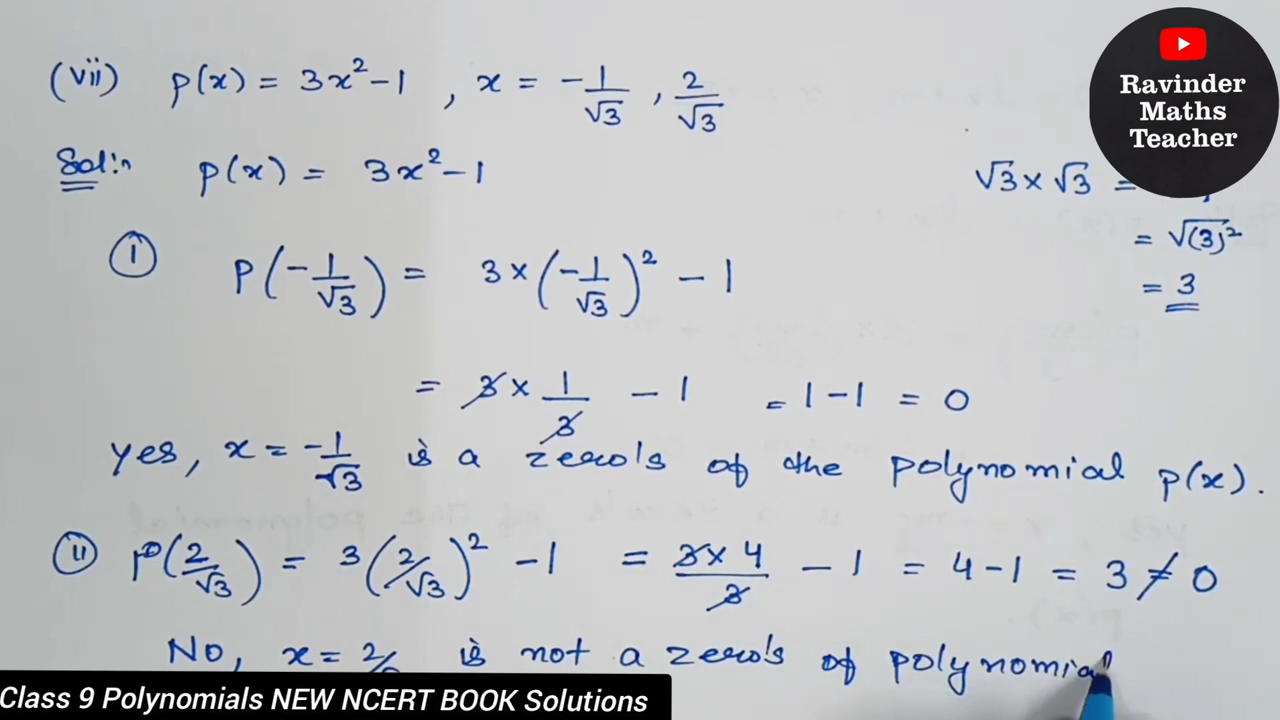 (vii) p(x) = 3x² - 1 , x = -1/√3 , 2/√3
Ravinder
Maths
Teacher
Sol:n p(x) = 3x² - 1
√3 × √3 =
= √(3)²
= 3
(i) P(-1/√3) = 3 × (-1/√3)² - 1
= 3 × 1/3 - 1 = 1 - 1 = 0
Yes, x = -1/√3 is a zero's of the polynomial p(x).
(ii) P(2/√3) = 3(2/√3)² - 1 = 3×4/3 - 1 = 4 - 1 = 3 ≠ 0
No, x = 2/ is not a zero's of polynomial
Class 9 Polynomials NEW NCERT BOOK Solutions